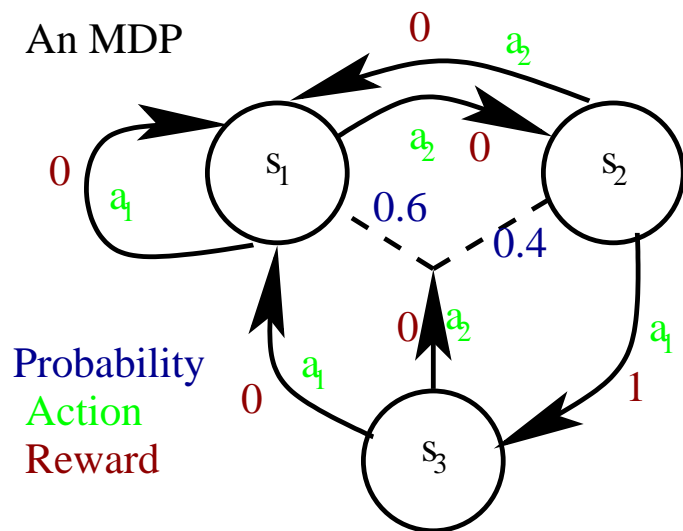 An MDP
0
a₂
0
a₁
s₁
a₂
0
s₂
0.6
0.4
0
a₂
a₁
1
a₁
0
s₃
Probability
Action
Reward